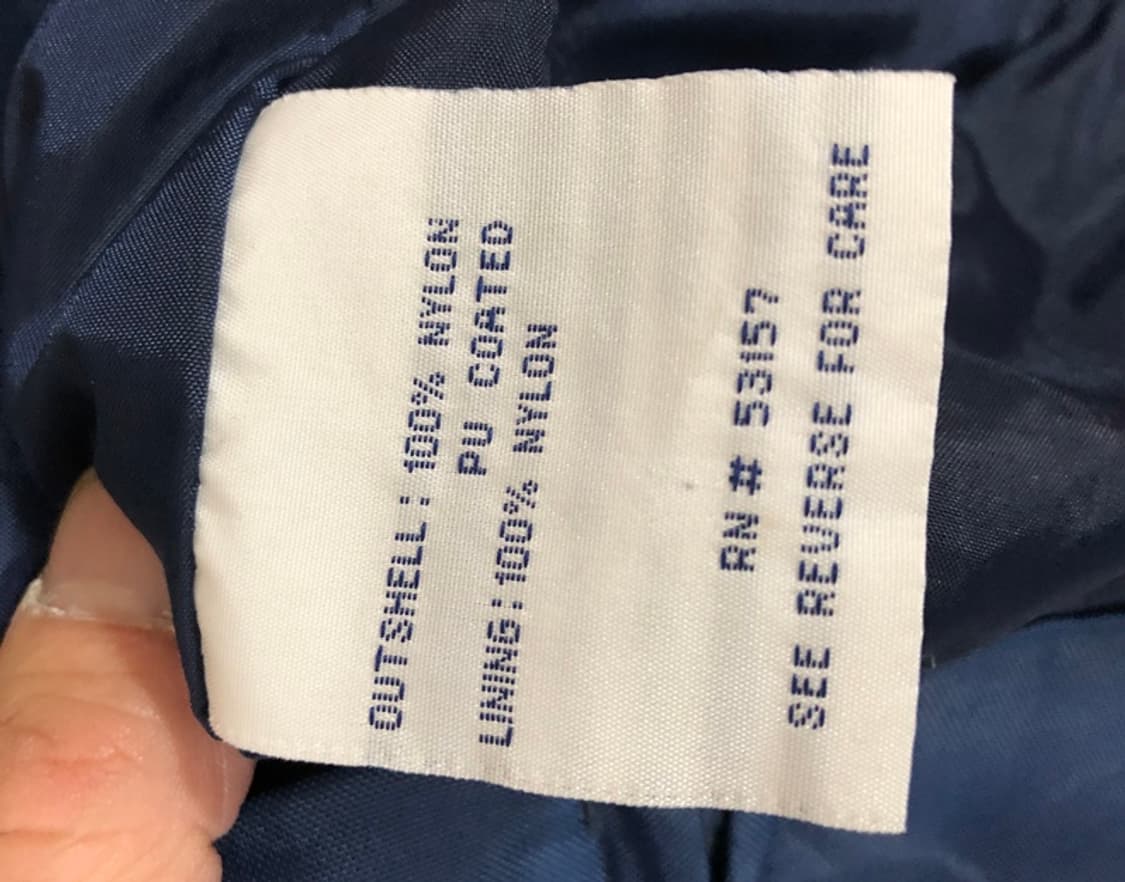 OUTSHELL: 100% NYLON
PU COATED
LINING: 100% NYLON
RN # 53157
SEE REVERSE FOR CARE